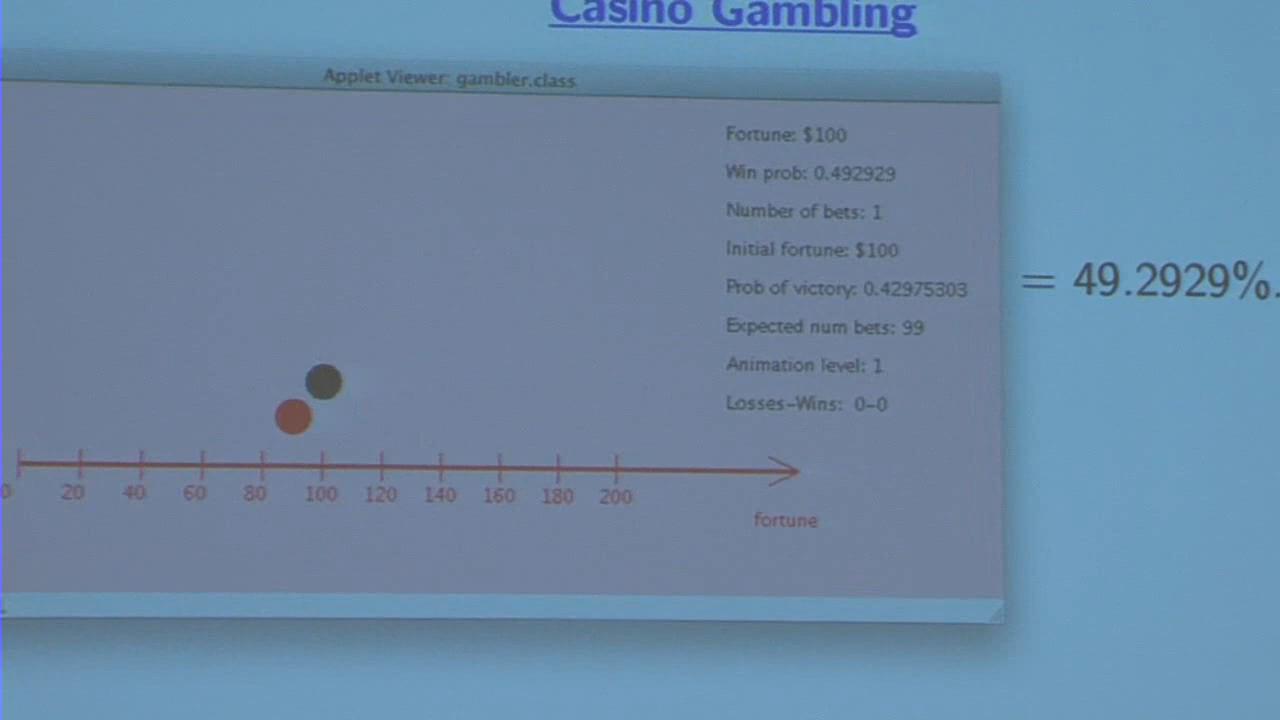 Casino Gambling
Applet Viewer: gambler.class
Fortune: $100
Win prob: 0.492929
Number of bets: 1
Initial fortune: $100
Prob of victory: 0.42975303
Expected num bets: 99
Animation level: 1
Losses-Wins: 0-0
= 49.2929%.
0 20 40 60 80 100 120 140 160 180 200
fortune